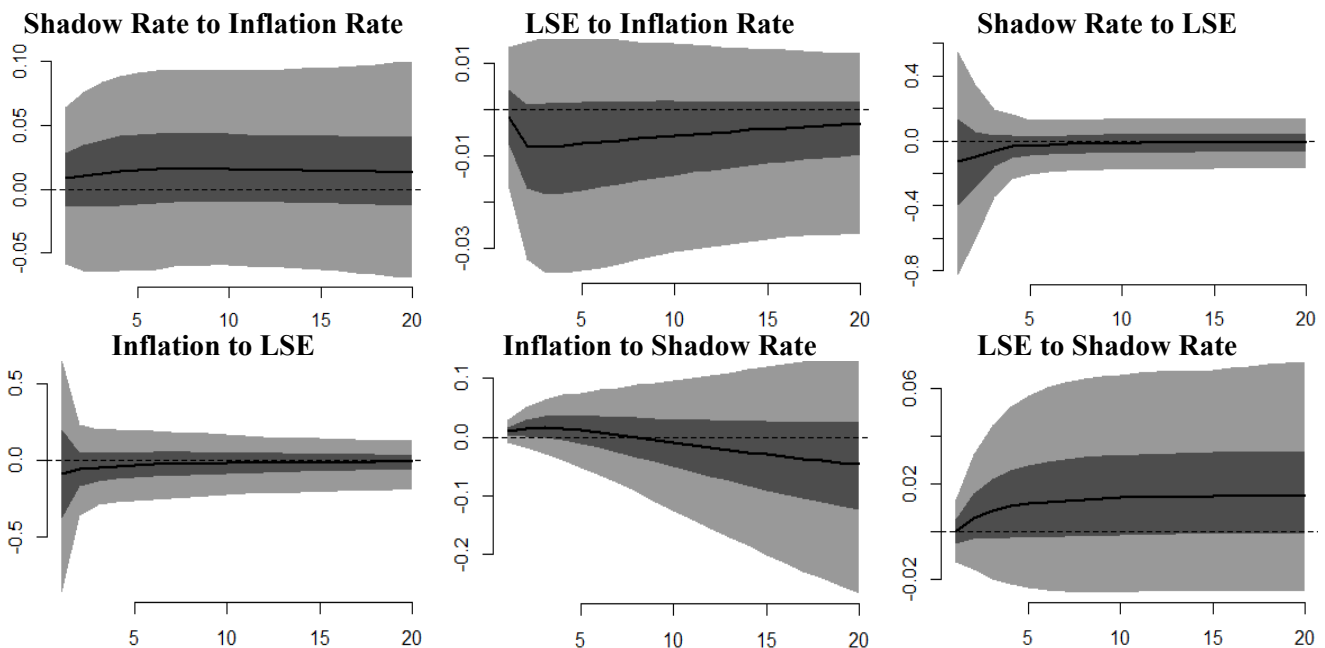 Shadow Rate to Inflation Rate
0.10
0.05
0.00
-0.05
5 10 15 20
LSE to Inflation Rate
0.01
-0.01
-0.03
5 10 15 20
Shadow Rate to LSE
0.4
0.0
-0.4
-0.8
5 10 15 20
Inflation to LSE
0.5
0.0
-0.5
5 10 15 20
Inflation to Shadow Rate
0.1
0.0
-0.1
-0.2
5 10 15 20
LSE to Shadow Rate
0.06
0.02
-0.02
5 10 15 20